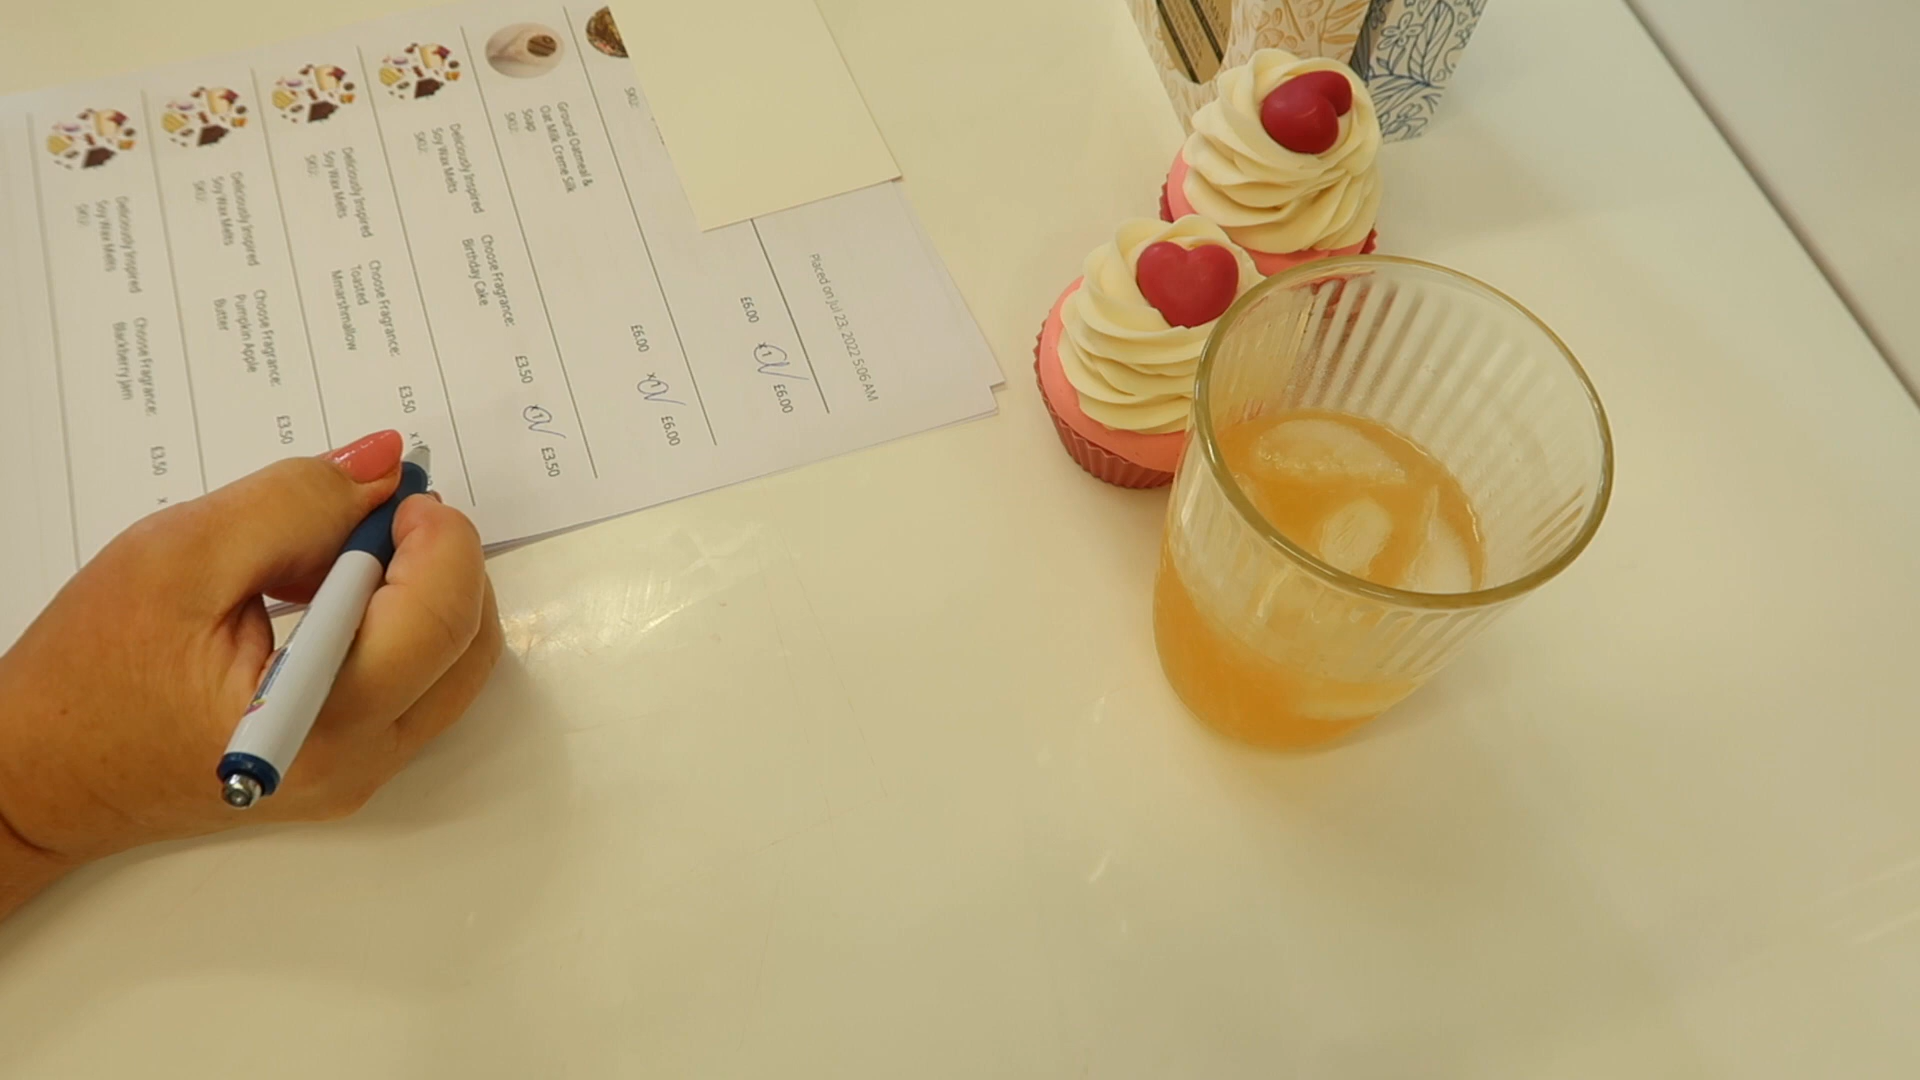 Placed on Jul 23, 2022 5:06 AM
SKU:
£6.00
x1
£6.00
Ground Oatmeal &
Oat Milk Creme Silk
Soap
SKU:
£6.00
x1
£6.00
Deliciously Inspired
Soy Wax Melts
SKU:
Choose Fragrance:
Birthday Cake
£3.50
x1
£3.50
Deliciously Inspired
Soy Wax Melts
SKU:
Choose Fragrance:
Toasted
Mmarshmallow
£3.50
x1
Deliciously Inspired
Soy Wax Melts
SKU:
Choose Fragrance:
Pumpkin Apple
Butter
£3.50
Deliciously Inspired
Soy Wax Melts
SKU:
Choose Fragrance:
Blackberry Jam
£3.50
x